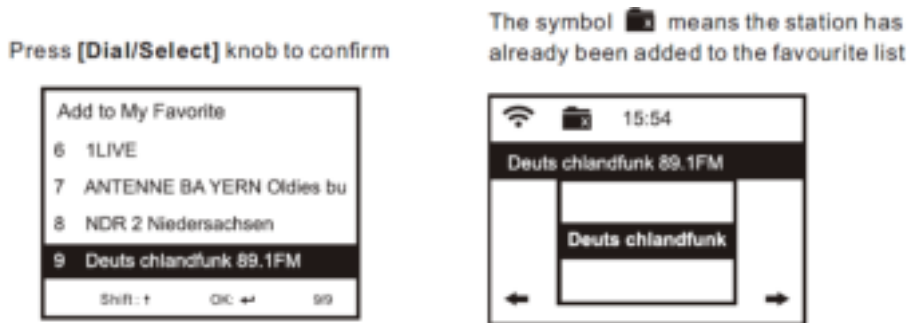 Press [Dial/Select] knob to confirm
Add to My Favorite
6 1LIVE
7 ANTENNE BA YERN Oldies bu
8 NDR 2 Niedersachsen
9 Deuts chlandfunk 89.1FM
Shift: ↑ OK: ↵ 9/9
The symbol means the station has
already been added to the favourite list
15:54
Deuts chlandfunk 89.1FM
Deuts chlandfunk